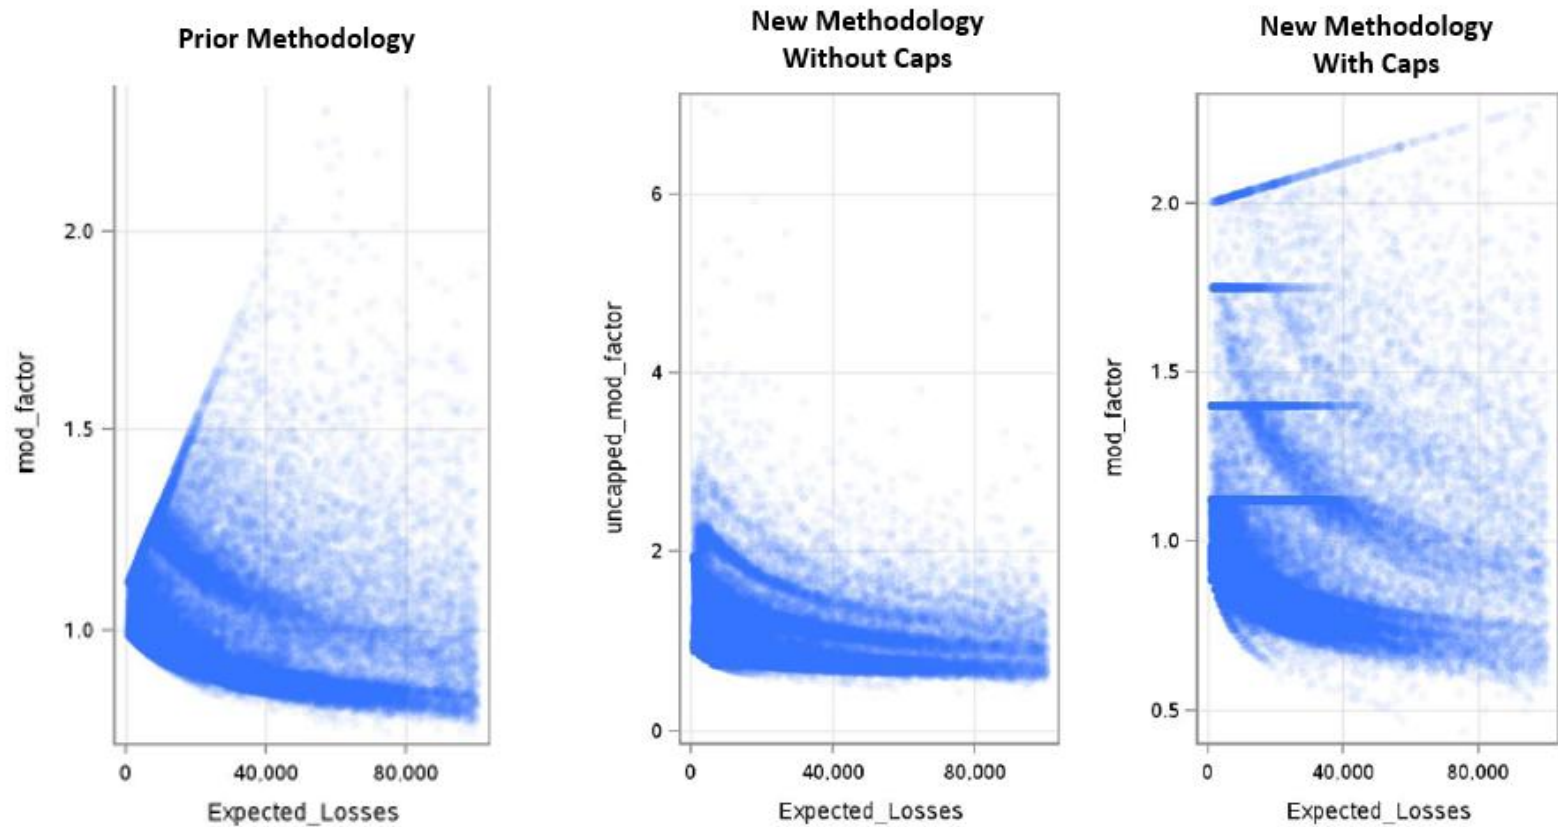 Prior Methodology
mod_factor
2.0
1.5
1.0
0
40,000
80,000
Expected_Losses
New Methodology
Without Caps
uncapped_mod_factor
6
4
2
0
0
40,000
80,000
Expected_Losses
New Methodology
With Caps
mod_factor
2.0
1.5
1.0
0.5
0
40,000
80,000
Expected_Losses